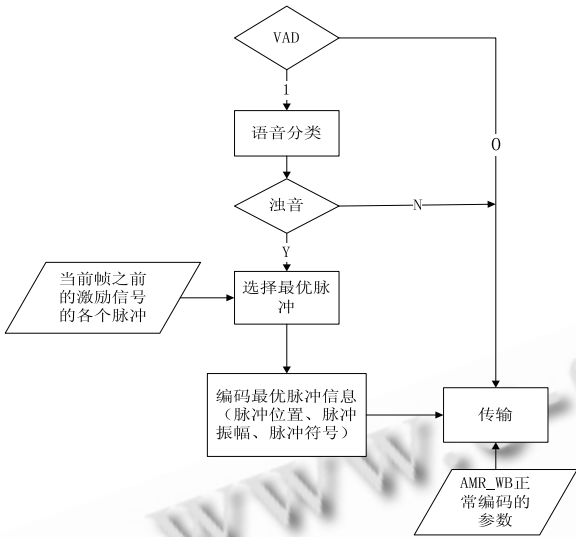 VAD
1
语音分类
0
浊音
N
Y
当前帧之前
的激励信号
的各个脉冲
选择最优脉
冲
编码最优脉冲信息
(脉冲位置、脉冲
振幅、脉冲符号)
传输
AMR_WB正
常编码的
参数